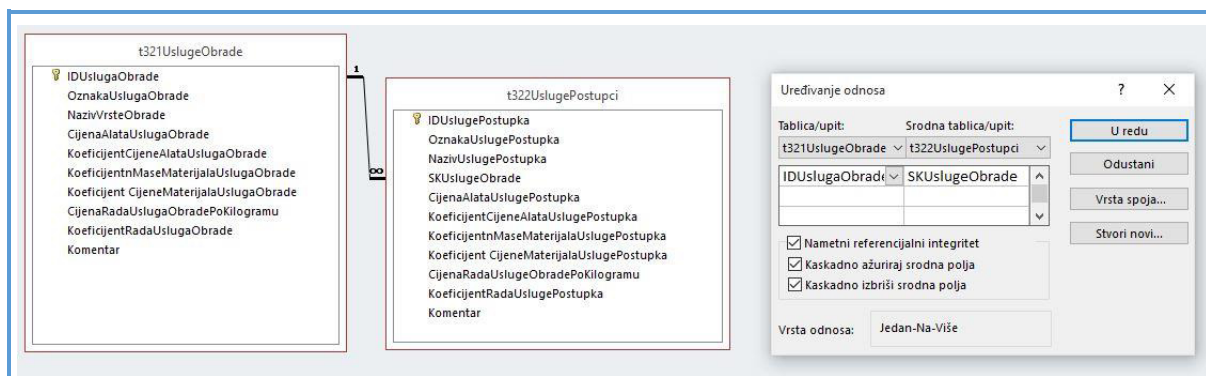 t321UslugeObrade
IDUslugaObrade
OznakaUslugaObrade
NazivVrsteObrade
CijenaAlataUslugaObrade
KoeficijentCijeneAlataUslugaObrade
KoeficijentnMaseMaterijalaUslugaObrade
Koeficijent CijeneMaterijalaUslugaObrade
CijenaRadaUslugaObradePoKilogramu
KoeficijentRadaUslugaObrade
Komentar
1
∞
t322UslugePostupci
IDUslugePostupka
OznakaUslugePostupka
NazivUslugePostupka
SKUslugeObrade
CijenaAlataUslugePostupka
KoeficijentCijeneAlataUslugePostupka
KoeficijentnMaseMaterijalaUslugePostupka
Koeficijent CijeneMaterijalaUslugePostupka
CijenaRadaUslugeObradePoKilogramu
KoeficijentRadaUslugePostupka
Komentar
Uređivanje odnosa ? ×
Tablica/upit: Srodna tablica/upit:
t321UslugeObrade t322UslugePostupci
IDUslugaObrade SKUslugeObrade
Nametni referencijalni integritet
Kaskadno ažuriraj srodna polja
Kaskadno izbriši srodna polja
Vrsta odnosa: Jedan-Na-Više
U redu
Odustani
Vrsta spoja...
Stvori novi...